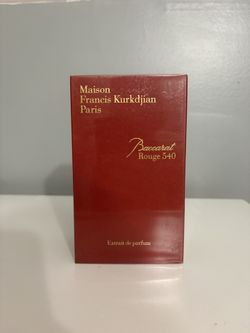 Maison
Francis Kurkdjian
Paris
Baccarat
Rouge 540
Extrait de parfum